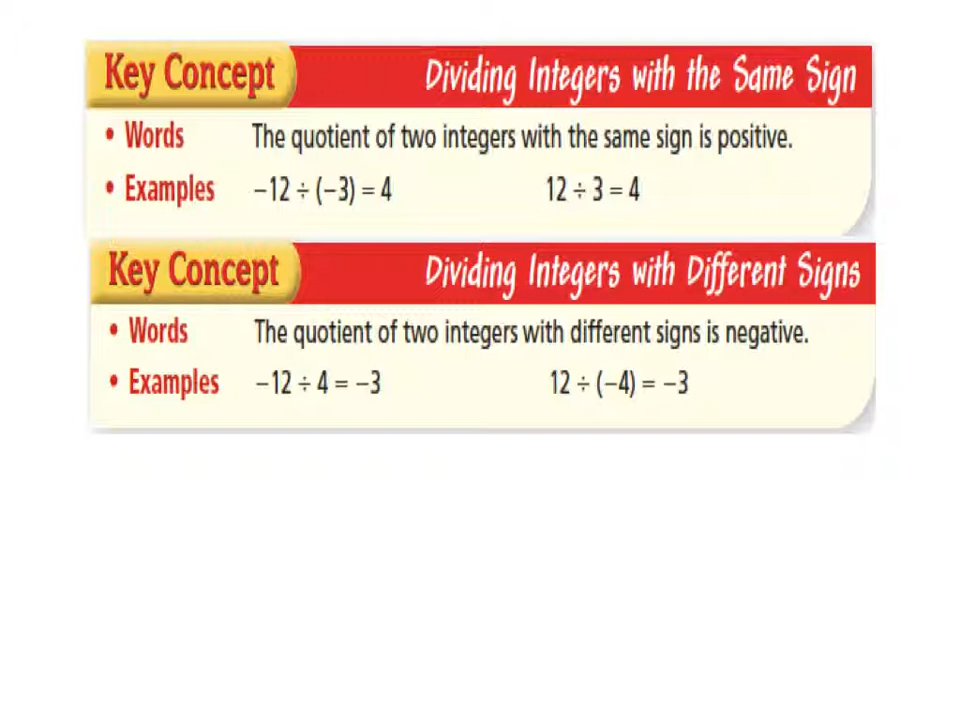 Key Concept Dividing Integers with the Same Sign
• Words The quotient of two integers with the same sign is positive.
• Examples −12 ÷ (−3) = 4 12 ÷ 3 = 4
Key Concept Dividing Integers with Different Signs
• Words The quotient of two integers with different signs is negative.
• Examples −12 ÷ 4 = −3 12 ÷ (−4) = −3